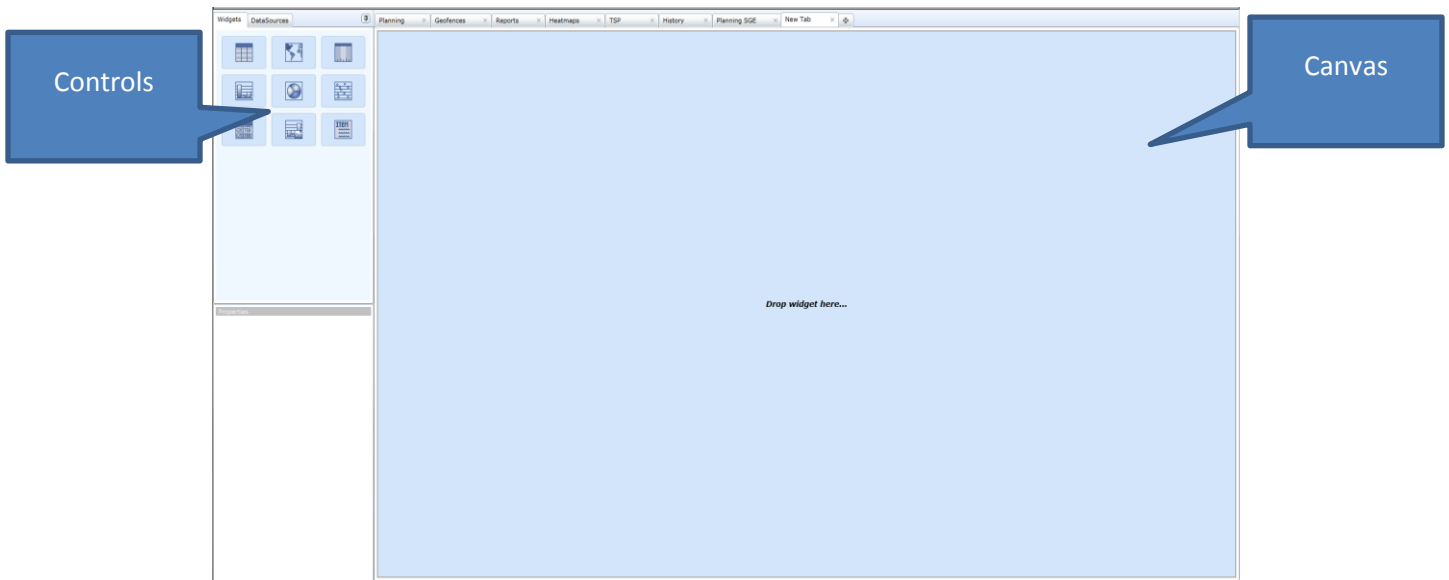 Widgets DataSources Planning Geofences Reports Heatmaps TSP History Planning SGE New Tab
Controls
Canvas
ITEM
Drop widget here...
Properties